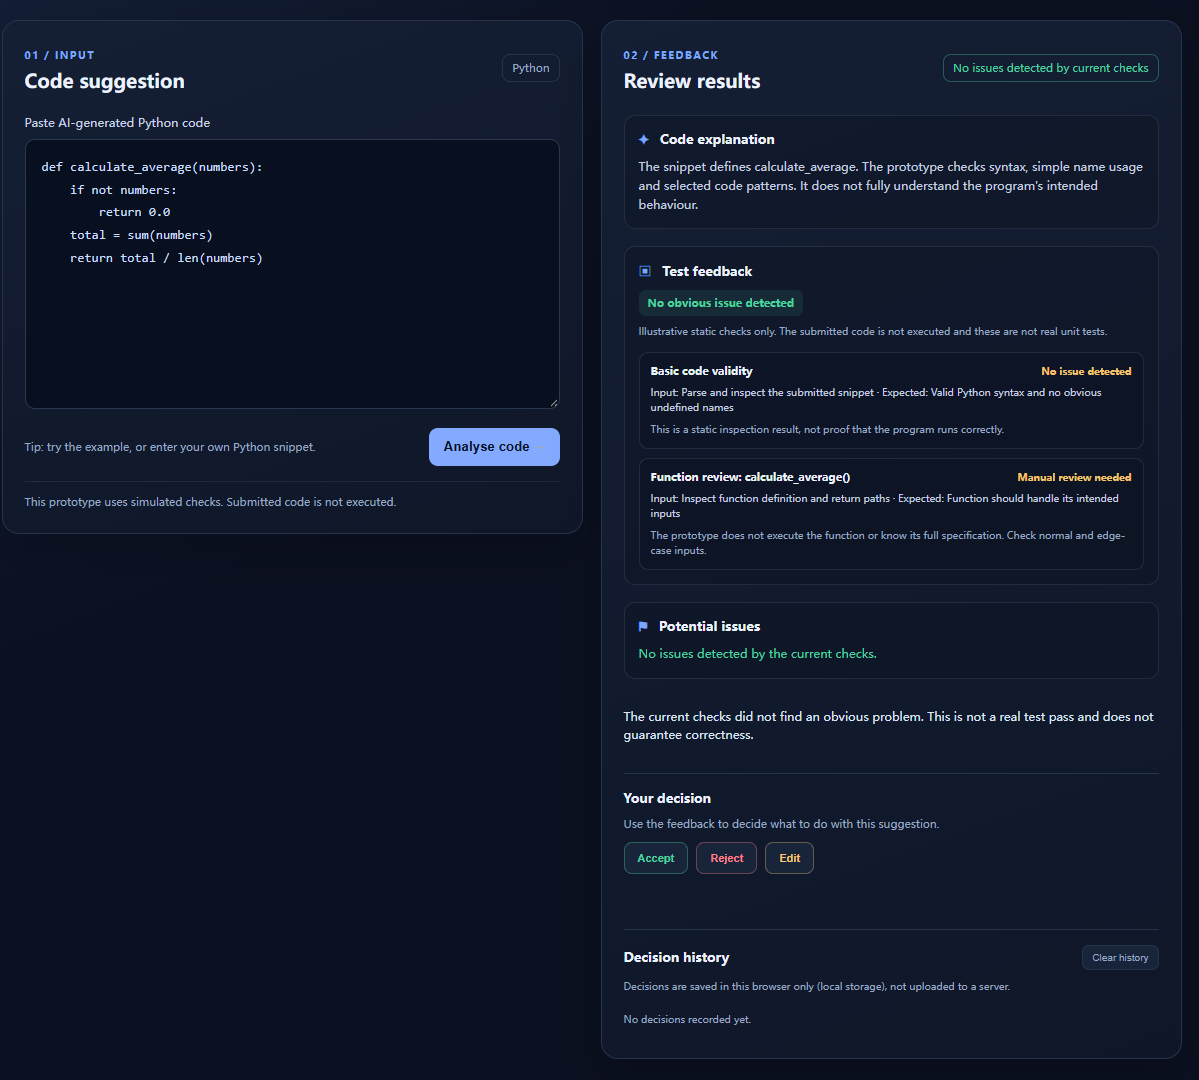 01 / INPUT
Code suggestion
Python
Paste AI-generated Python code
def calculate_average(numbers):
    if not numbers:
        return 0.0
    total = sum(numbers)
    return total / len(numbers)
Tip: try the example, or enter your own Python snippet.
Analyse code
This prototype uses simulated checks. Submitted code is not executed.
02 / FEEDBACK
Review results
No issues detected by current checks
Code explanation
The snippet defines calculate_average. The prototype checks syntax, simple name usage
and selected code patterns. It does not fully understand the program's intended
behaviour.
Test feedback
No obvious issue detected
Illustrative static checks only. The submitted code is not executed and these are not real unit tests.
Basic code validity
No issue detected
Input: Parse and inspect the submitted snippet · Expected: Valid Python syntax and no obvious
undefined names
This is a static inspection result, not proof that the program runs correctly.
Function review: calculate_average()
Manual review needed
Input: Inspect function definition and return paths · Expected: Function should handle its intended
inputs
The prototype does not execute the function or know its full specification. Check normal and edge-
case inputs.
Potential issues
No issues detected by the current checks.
The current checks did not find an obvious problem. This is not a real test pass and does not
guarantee correctness.
Your decision
Use the feedback to decide what to do with this suggestion.
Accept
Reject
Edit
Decision history
Clear history
Decisions are saved in this browser only (local storage), not uploaded to a server.
No decisions recorded yet.